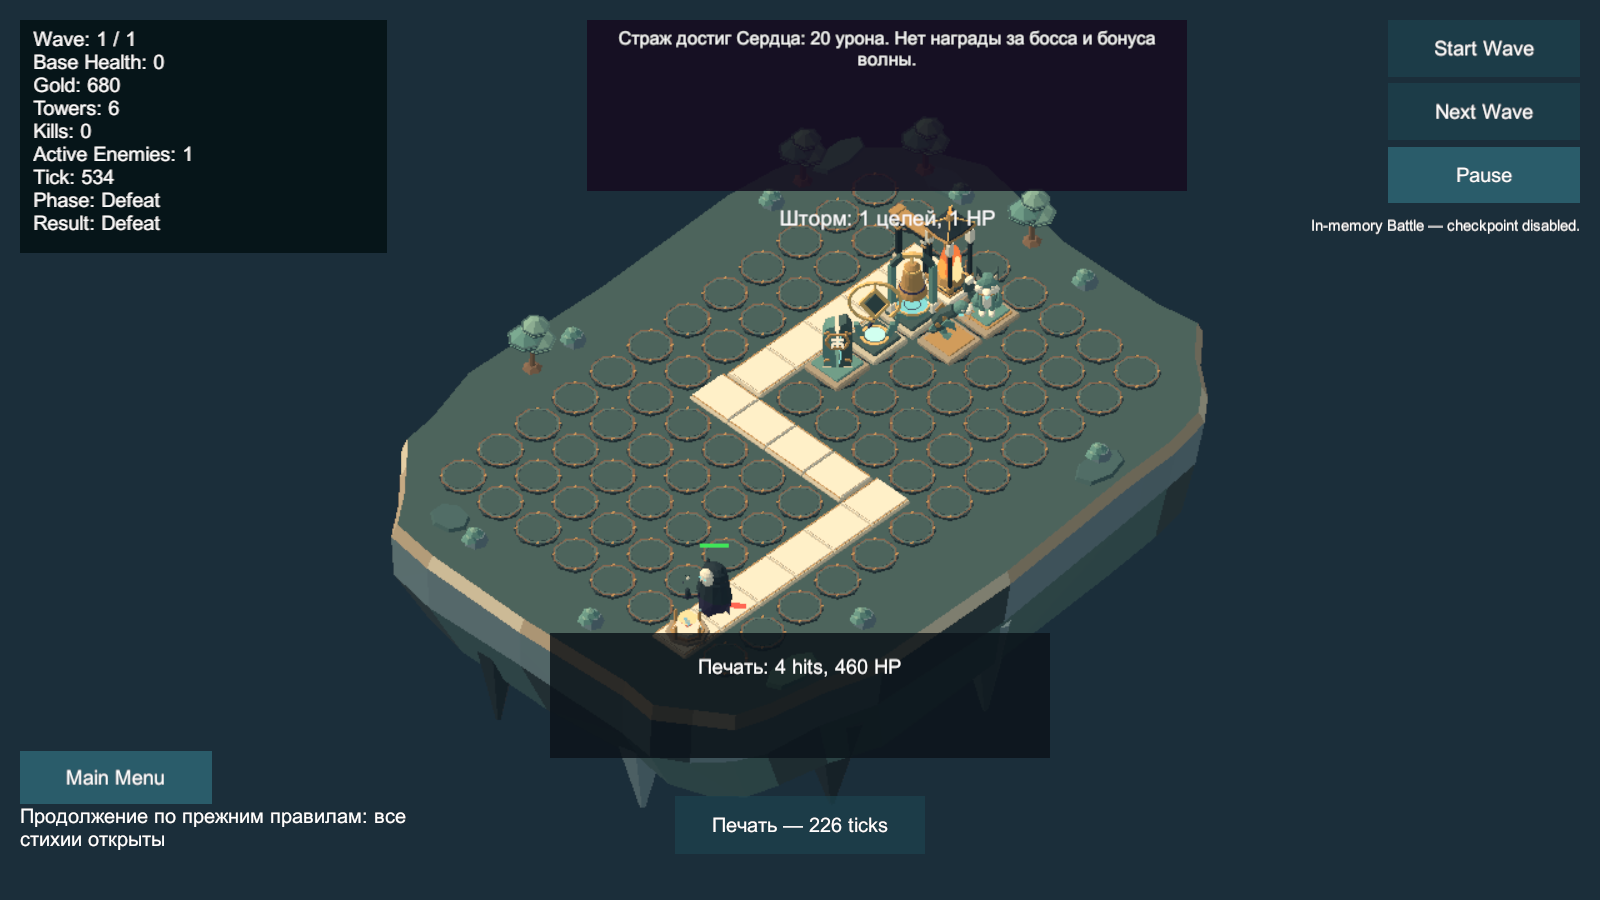 Wave: 1 / 1
Base Health: 0
Gold: 680
Towers: 6
Kills: 0
Active Enemies: 1
Tick: 534
Phase: Defeat
Result: Defeat
Страж достиг Сердца: 20 урона. Нет награды за босса и бонуса
волны.
Start Wave
Next Wave
Pause
In-memory Battle — checkpoint disabled.
Шторм: 1 целей, 1 HP
Печать: 4 hits, 460 HP
Main Menu
Продолжение по прежним правилам: все
стихии открыты
Печать — 226 ticks